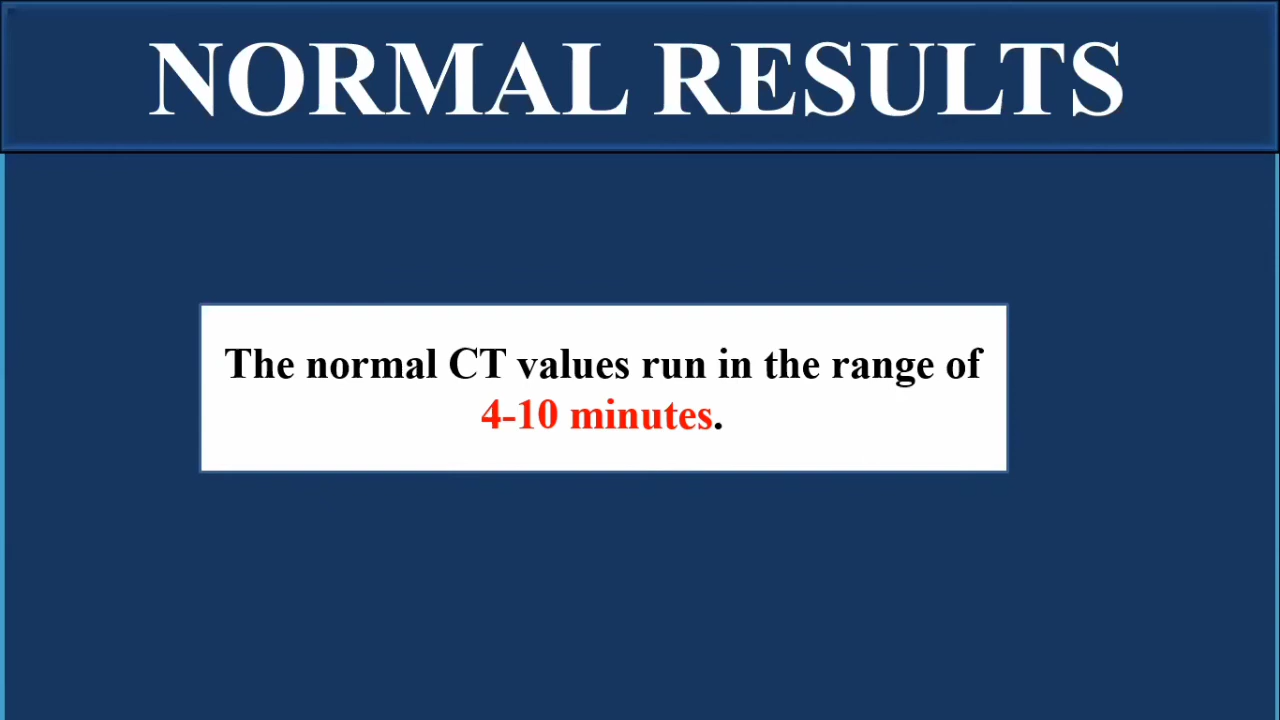 NORMAL RESULTS
The normal CT values run in the range of
4-10 minutes.